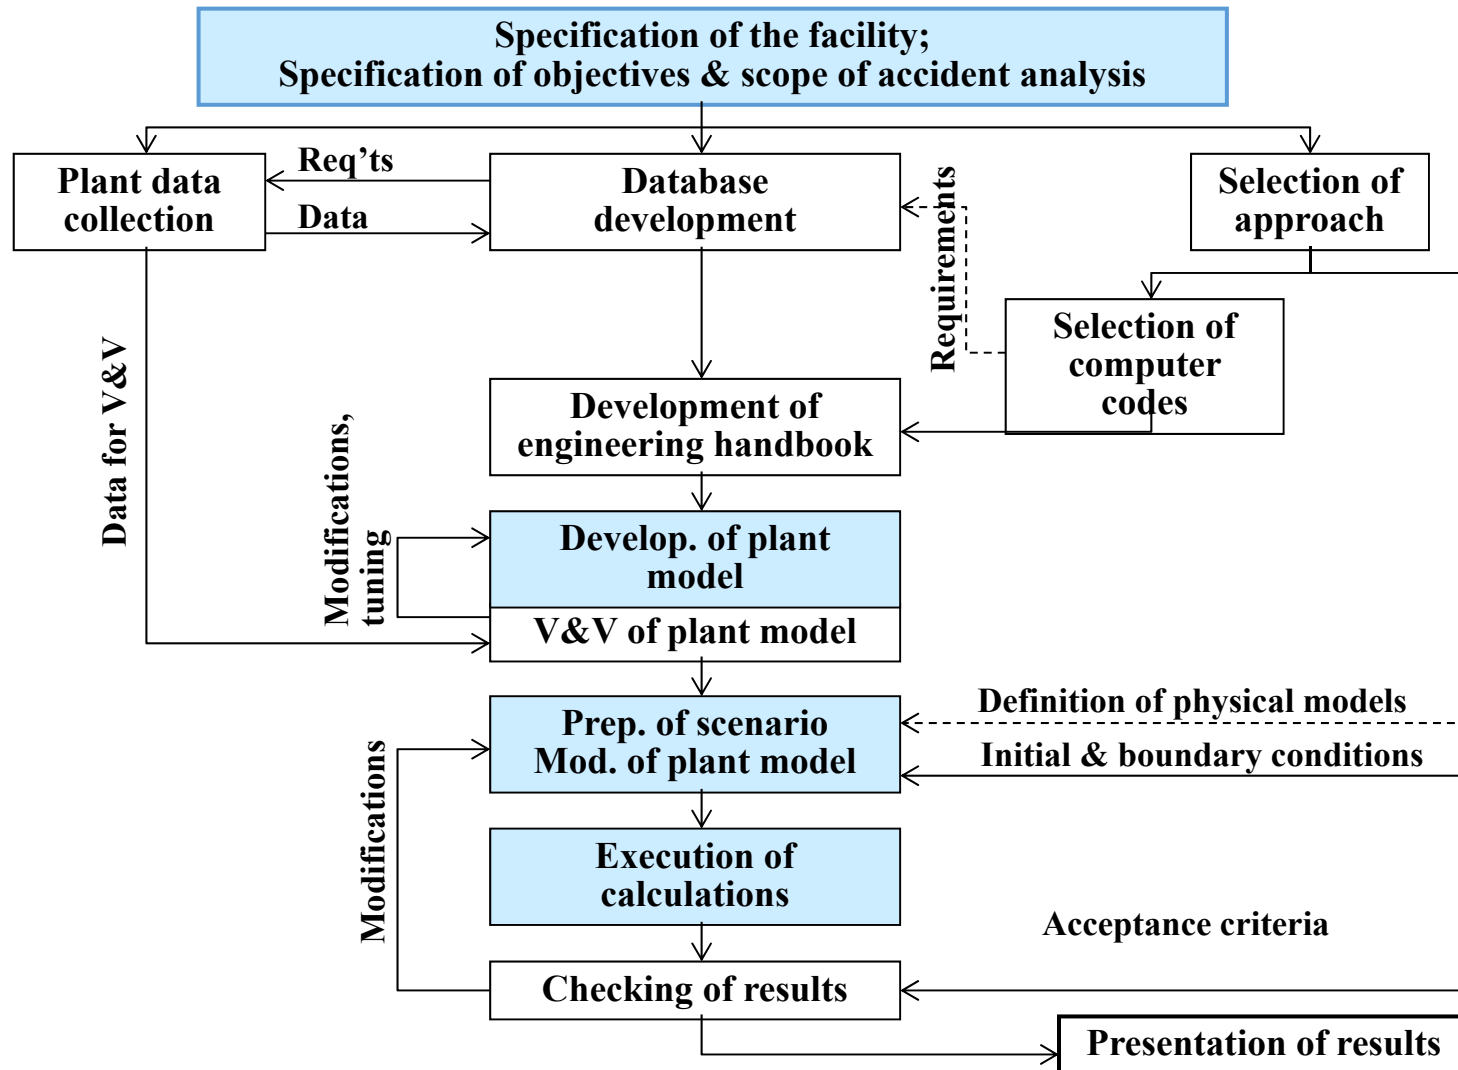 Specification of the facility;
Specification of objectives & scope of accident analysis
Plant data
collection
Req’ts
Data
Database
development
Requirements
Selection of
approach
Selection of
computer
codes
Data for V&V
Development of
engineering handbook
Modifications,
tuning
Develop. of plant
model
V&V of plant model
Prep. of scenario
Mod. of plant model
Definition of physical models
Initial & boundary conditions
Modifications
Execution of
calculations
Acceptance criteria
Checking of results
Presentation of results